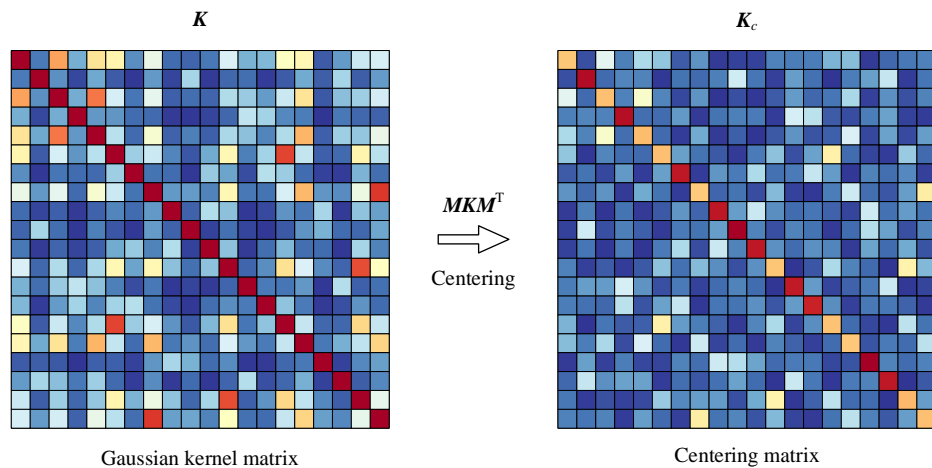 K
K_c
MKM^T
Centering
Gaussian kernel matrix
Centering matrix